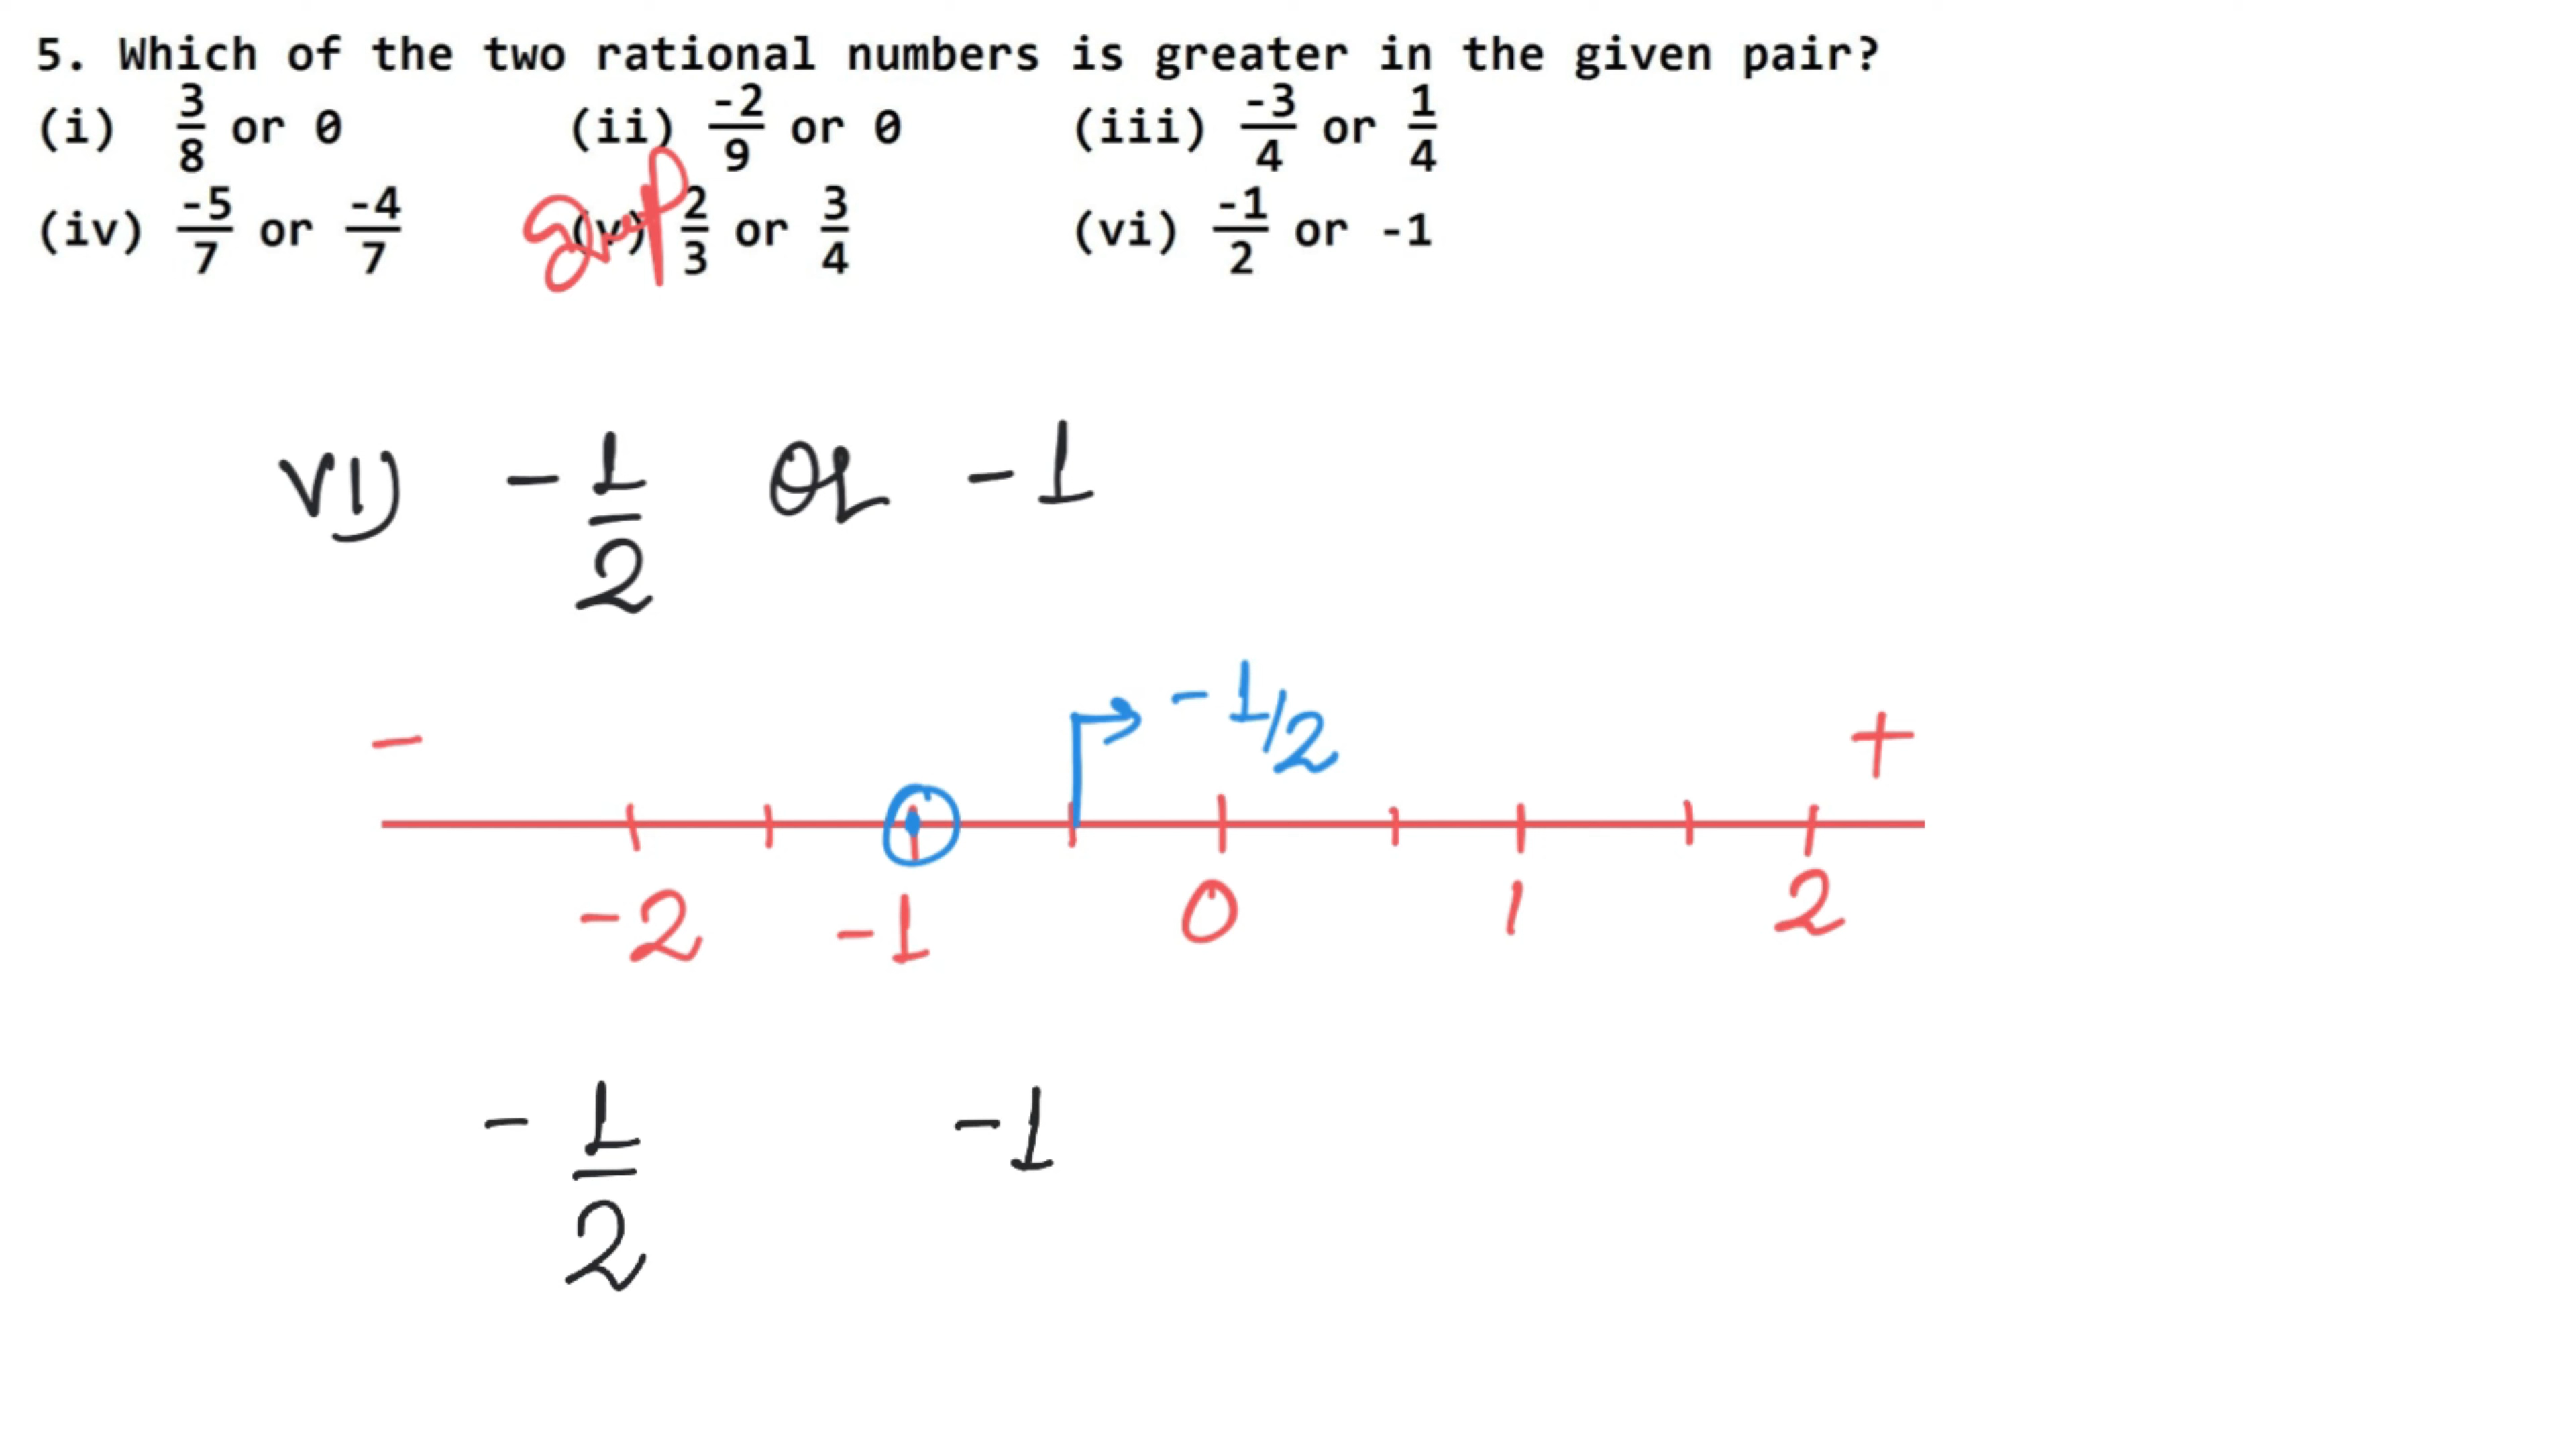 5. Which of the two rational numbers is greater in the given pair?
(i) 3/8 or 0 (ii) -2/9 or 0 (iii) -3/4 or 1/4
(iv) -5/7 or -4/7 (v) 2/3 or 3/4 (vi) -1/2 or -1
vi) -1/2 or -1
-1/2
- +
-2 -1 0 1 2
-1/2 -1